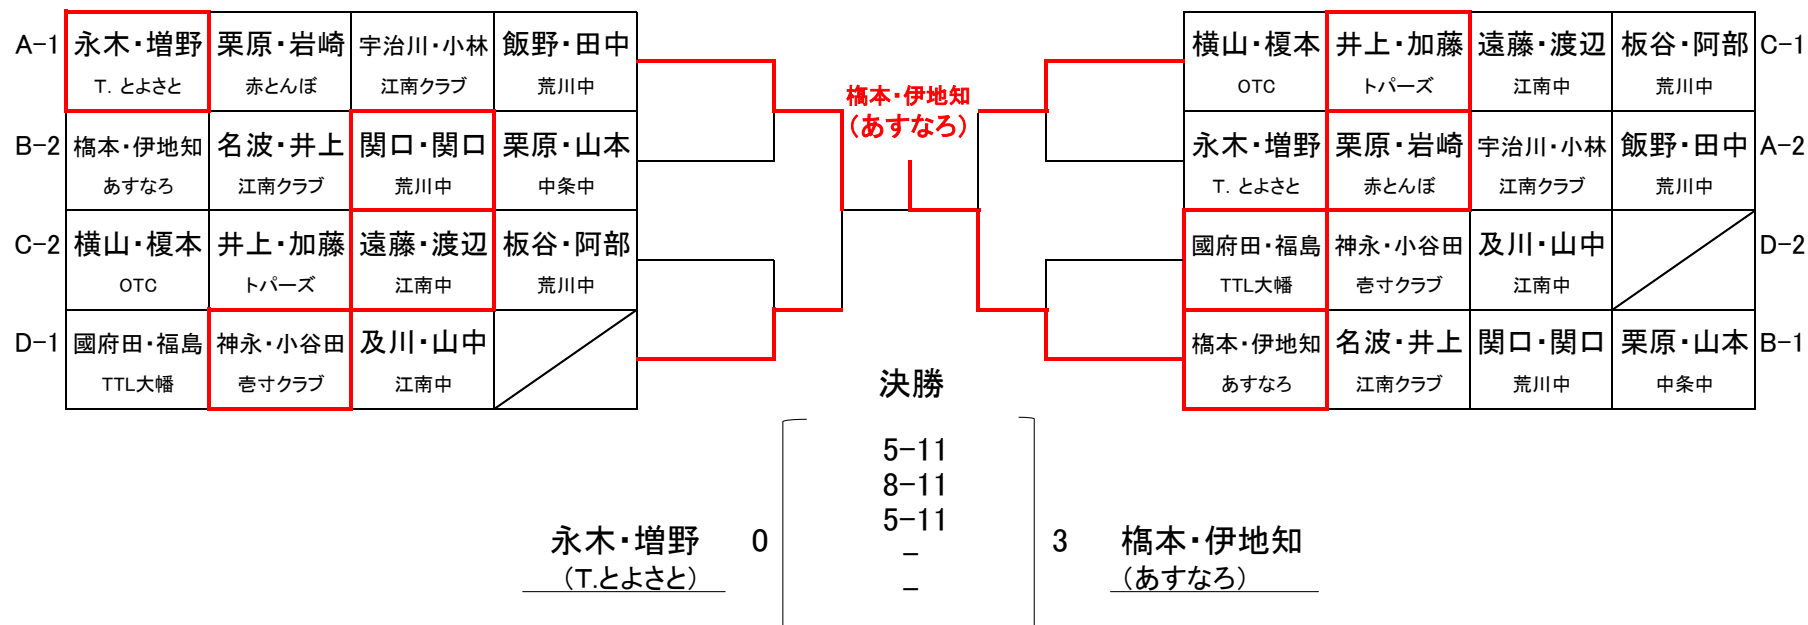 A-1 永木・増野 栗原・岩崎 宇治川・小林 飯野・田中
T. とよさと 赤とんぼ 江南クラブ 荒川中
B-2 槗本・伊地知 名波・井上 関口・関口 栗原・山本
あすなろ 江南クラブ 荒川中 中条中
C-2 横山・榎本 井上・加藤 遠藤・渡辺 板谷・阿部
OTC トパーズ 江南中 荒川中
D-1 國府田・福島 神永・小谷田 及川・山中
TTL大幡 壱寸クラブ 江南中
槗本・伊地知
(あすなろ)
横山・榎本 井上・加藤 遠藤・渡辺 板谷・阿部 C-1
OTC トパーズ 江南中 荒川中
永木・増野 栗原・岩崎 宇治川・小林 飯野・田中 A-2
T. とよさと 赤とんぼ 江南クラブ 荒川中
國府田・福島 神永・小谷田 及川・山中 D-2
TTL大幡 壱寸クラブ 江南中
槗本・伊地知 名波・井上 関口・関口 栗原・山本 B-1
あすなろ 江南クラブ 荒川中 中条中
決勝
5-11
8-11
5-11
永木・増野 0 - 3 槗本・伊地知
(T.とよさと) - (あすなろ)